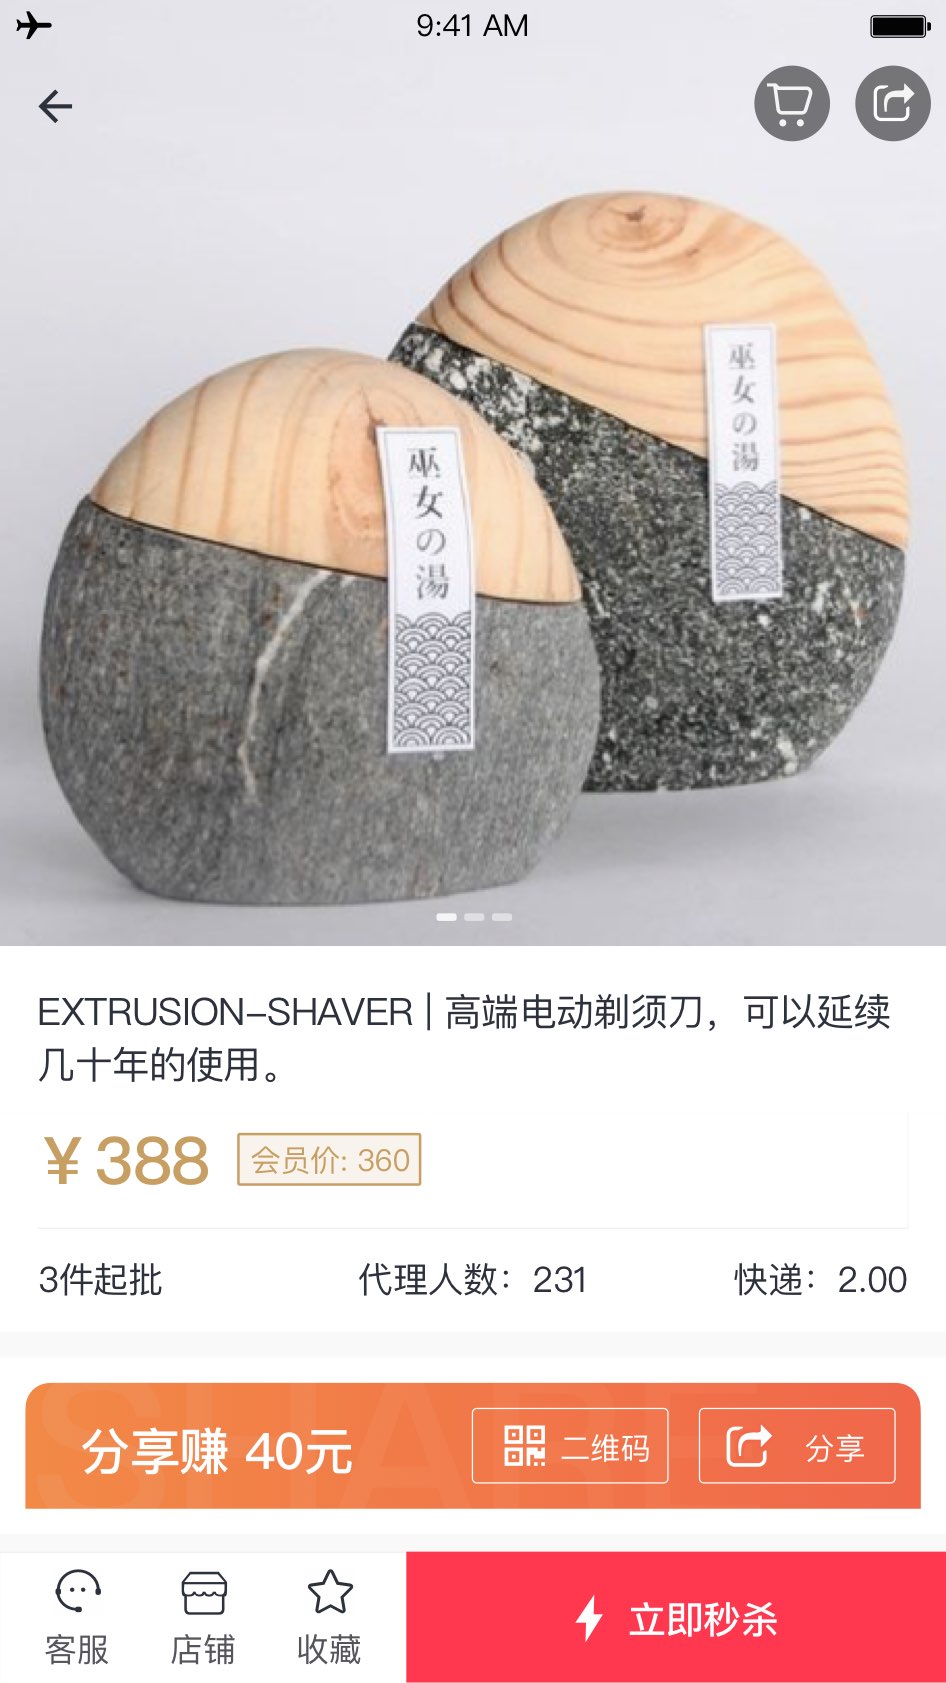 9:41 AM
巫女の湯
巫女の湯
EXTRUSION–SHAVER | 高端电动剃须刀，可以延续
几十年的使用。
¥ 388
会员价: 360
3件起批
代理人数：231
快递：2.00
SHARE
分享赚 40元
二维码
分享
客服
店铺
收藏
立即秒杀